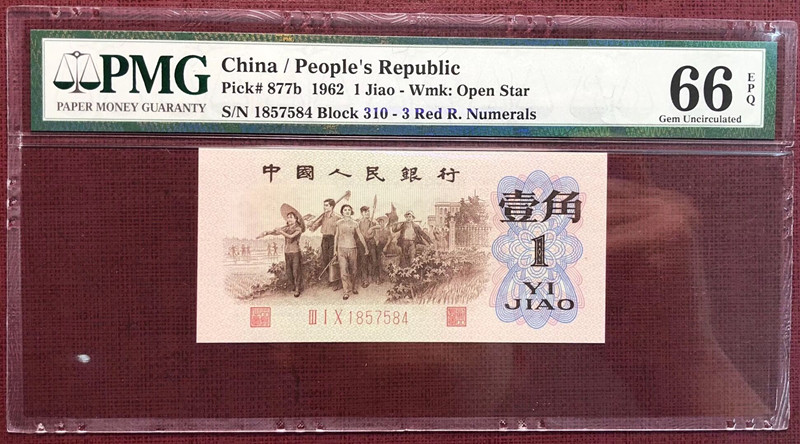 PMG
PAPER MONEY GUARANTY
China / People's Republic
Pick# 877b 1962 1 Jiao - Wmk: Open Star
S/N 1857584 Block 310 - 3 Red R. Numerals
66
EPQ
Gem Uncirculated
中國人民銀行
壹角
1
YI
JIAO
III I X 1857584